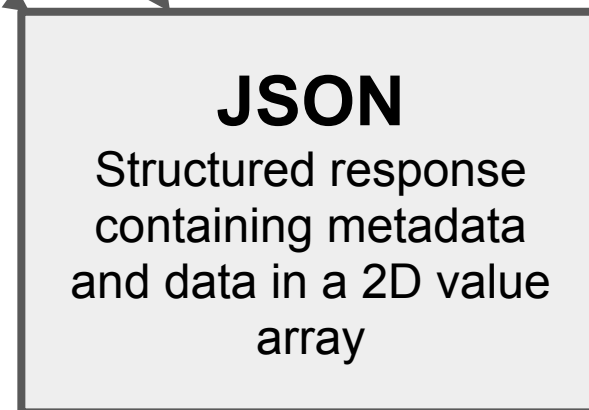 JSON
Structured response
containing metadata
and data in a 2D value
array